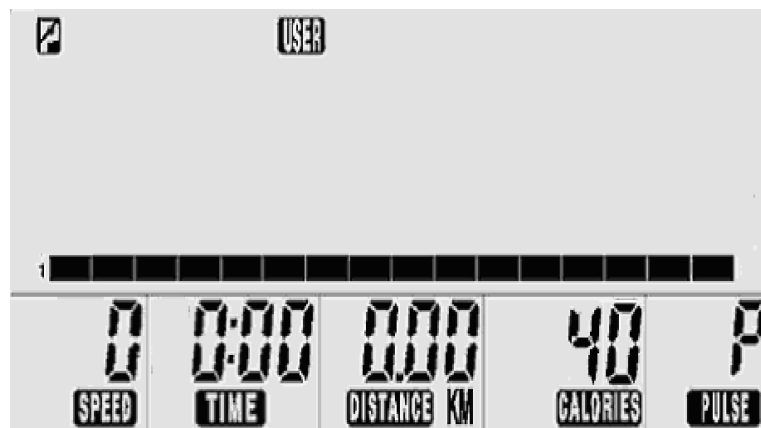 USER
1
0 0:00 0.00 40 P
SPEED TIME DISTANCE KM CALORIES PULSE